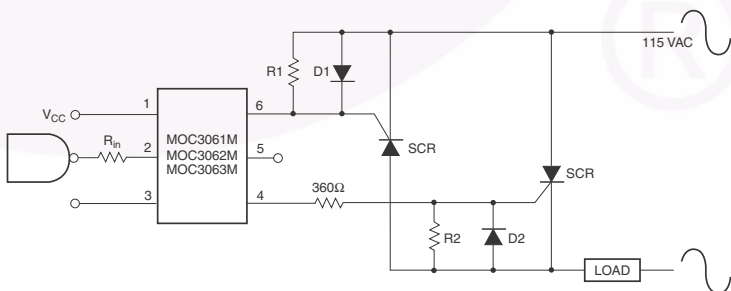 115 VAC
R1
D1
1
6
VCC
Rin
2
MOC3061M
MOC3062M
MOC3063M
5
SCR
3
4
360Ω
SCR
R2
D2
LOAD
®